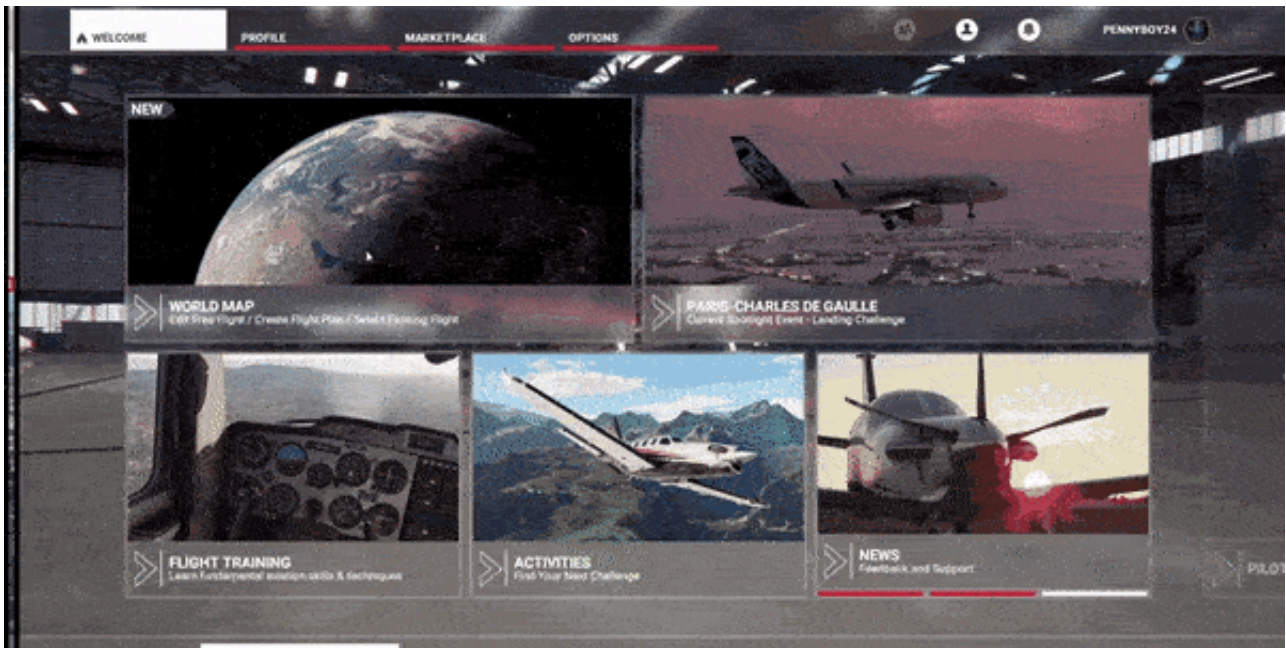 WELCOME
PROFILE
MARKETPLACE
OPTIONS
PENNYBOY24
NEW
WORLD MAP
Edit Free Flight / Create Flight Plan / Select Existing Flight
PARIS-CHARLES DE GAULLE
Current Spotlight Event - Landing Challenge
FLIGHT TRAINING
Learn fundamental aviation skills & techniques
ACTIVITIES
Find Your Next Challenge
NEWS
Feedback and Support
PILOT